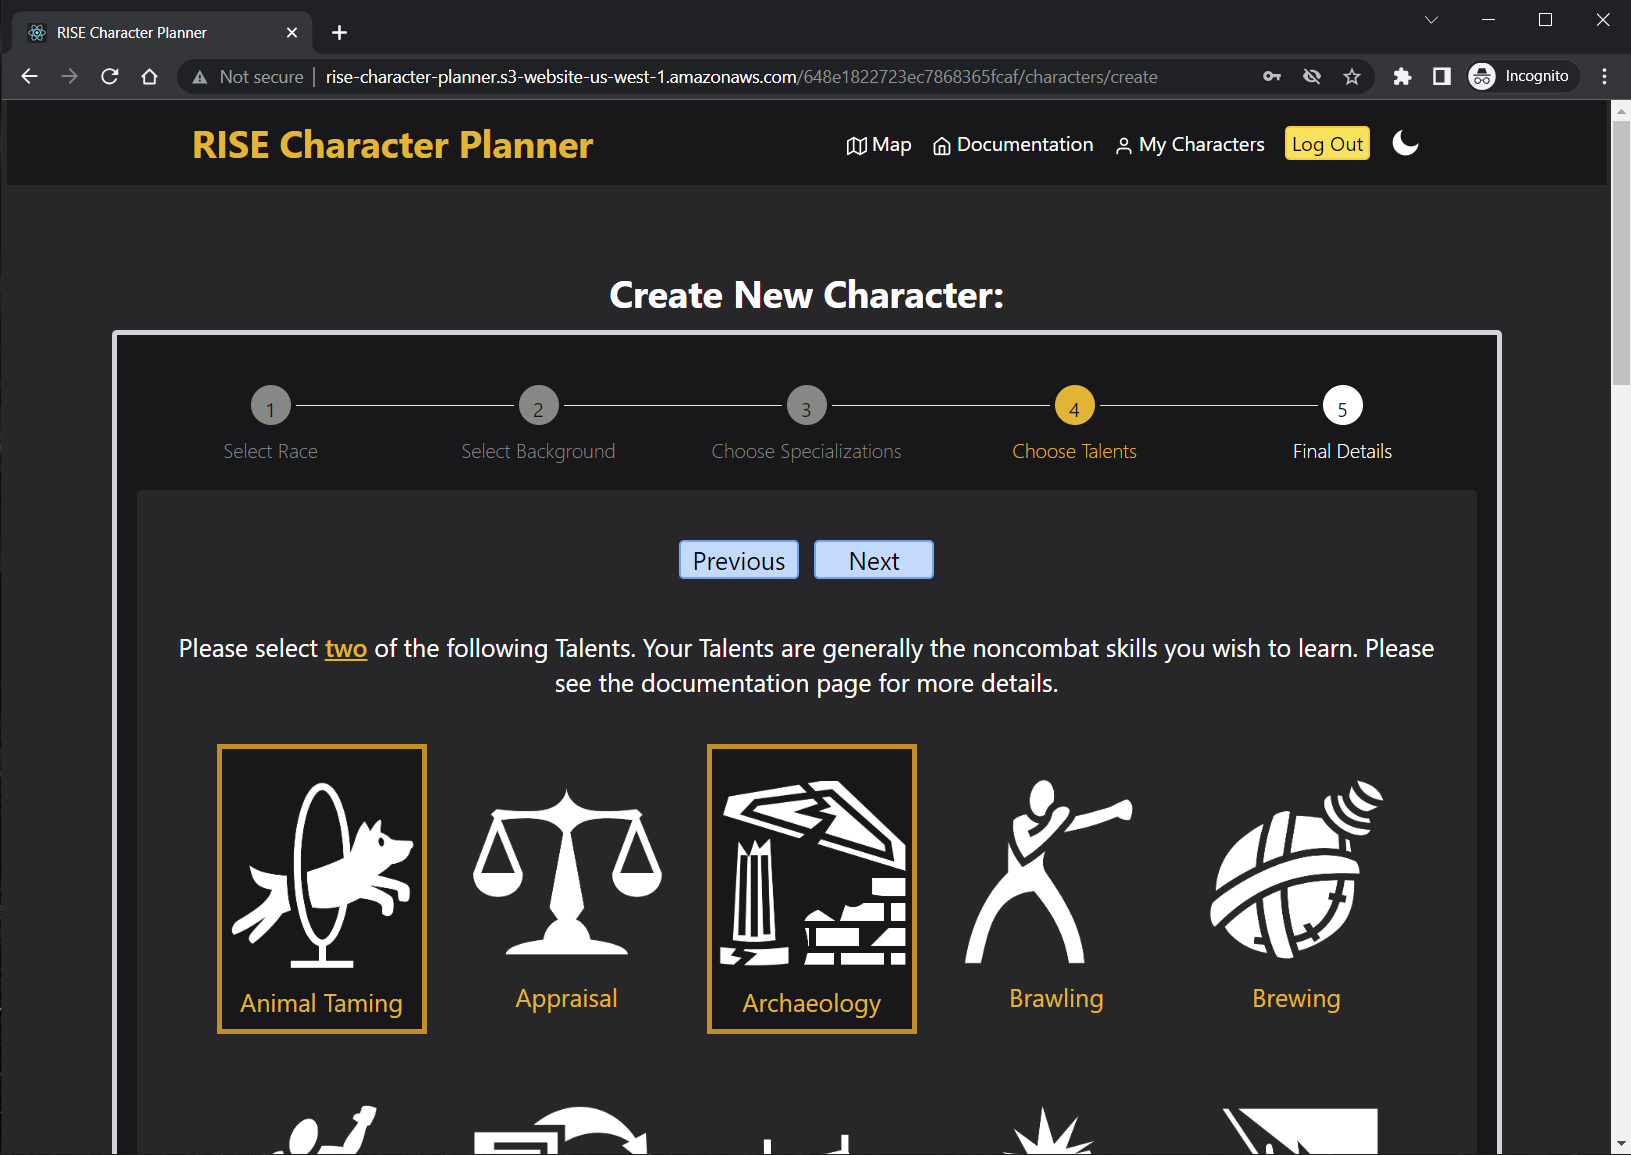 RISE Character Planner
Not secure
rise-character-planner.s3-website-us-west-1.amazonaws.com/648e1822723ec7868365fcaf/characters/create
Incognito
RISE Character Planner
Map
Documentation
My Characters
Log Out
Create New Character:
1
2
3
4
5
Select Race
Select Background
Choose Specializations
Choose Talents
Final Details
Previous
Next
Please select two of the following Talents. Your Talents are generally the noncombat skills you wish to learn. Please
see the documentation page for more details.
Animal Taming
Appraisal
Archaeology
Brawling
Brewing